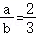 a/b = 2/3